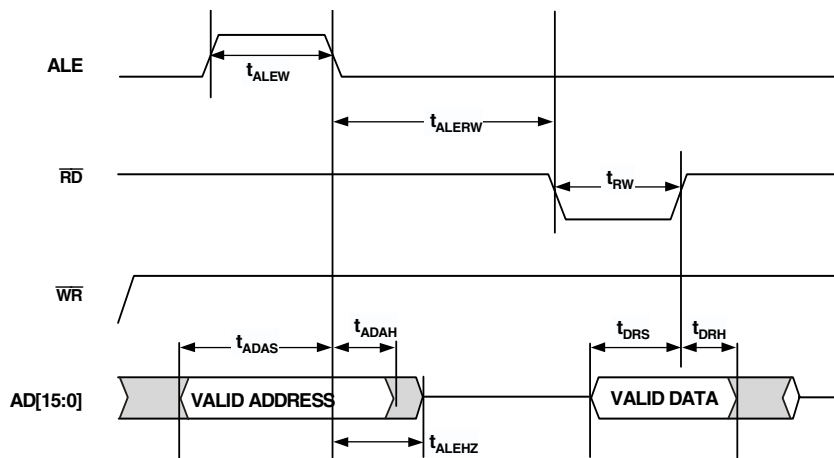 ALE
tALEW
tALERW
RD
tRW
WR
tADAS
tADAH
tDRS
tDRH
AD[15:0]
VALID ADDRESS
VALID DATA
tALEHZ